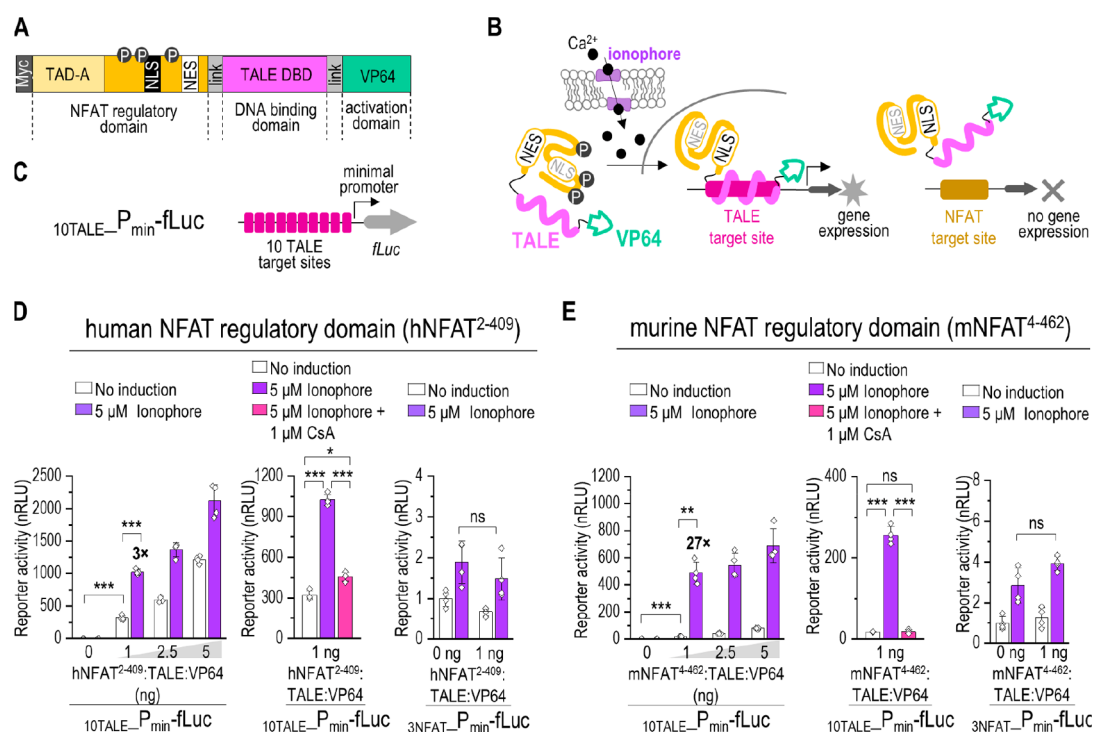 A
Myc
TAD-A
P
P
P
NLS
NES
link
TALE DBD
link
VP64
NFAT regulatory domain
DNA binding domain
activation domain
B
Ca2+
ionophore
NES
NLS
P
P
P
TALE
VP64
NES
NLS
TALE target site
gene expression
NES
NLS
NFAT target site
no gene expression
C
10TALE_Pmin-fLuc
minimal promoter
10 TALE target sites
fLuc
D
human NFAT regulatory domain (hNFAT2-409)
No induction
5 µM Ionophore
No induction
5 µM Ionophore
5 µM Ionophore +
1 µM CsA
No induction
5 µM Ionophore
Reporter activity (nRLU)
2500
2000
1500
1000
500
0
***
***
3×
0
1
2.5
5
hNFAT2-409:TALE:VP64
(ng)
10TALE_Pmin-fLuc
Reporter activity (nRLU)
1200
900
600
300
0
*
***
***
1 ng
hNFAT2-409:
TALE:VP64
10TALE_Pmin-fLuc
Reporter activity (nRLU)
4
3
2
1
0
ns
0 ng
1 ng
hNFAT2-409:
TALE:VP64
3NFAT_Pmin-fLuc
E
murine NFAT regulatory domain (mNFAT4-462)
No induction
5 µM Ionophore
No induction
5 µM Ionophore
5 µM Ionophore +
1 µM CsA
No induction
5 µM Ionophore
Reporter activity (nRLU)
1000
800
600
400
200
0
***
**
27×
0
1
2.5
5
mNFAT4-462:TALE:VP64
(ng)
10TALE_Pmin-fLuc
Reporter activity (nRLU)
400
200
0
ns
***
***
1 ng
mNFAT4-462:
TALE:VP64
10TALE_Pmin-fLuc
Reporter activity (nRLU)
8
6
4
2
0
ns
0 ng
1 ng
mNFAT4-462:
TALE:VP64
3NFAT_Pmin-fLuc